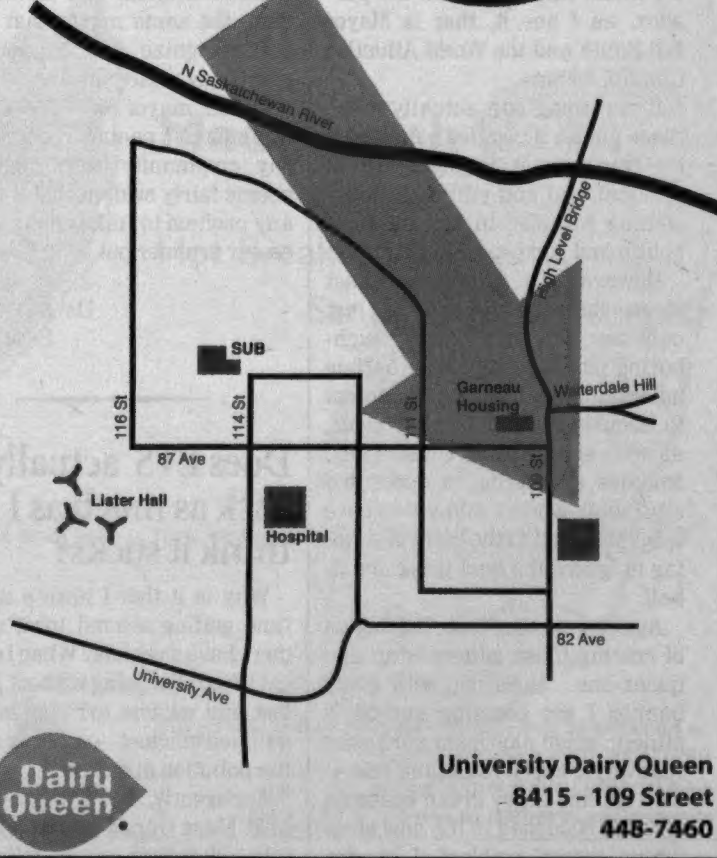 N Saskatchewan River
High Level Bridge
SUB
Garneau
Housing
Walterdale Hill
116 St
114 St
111 St
109 St
87 Ave
Lister Hall
Hospital
82 Ave
University Ave
Dairy
Queen
University Dairy Queen
8415 - 109 Street
448-7460